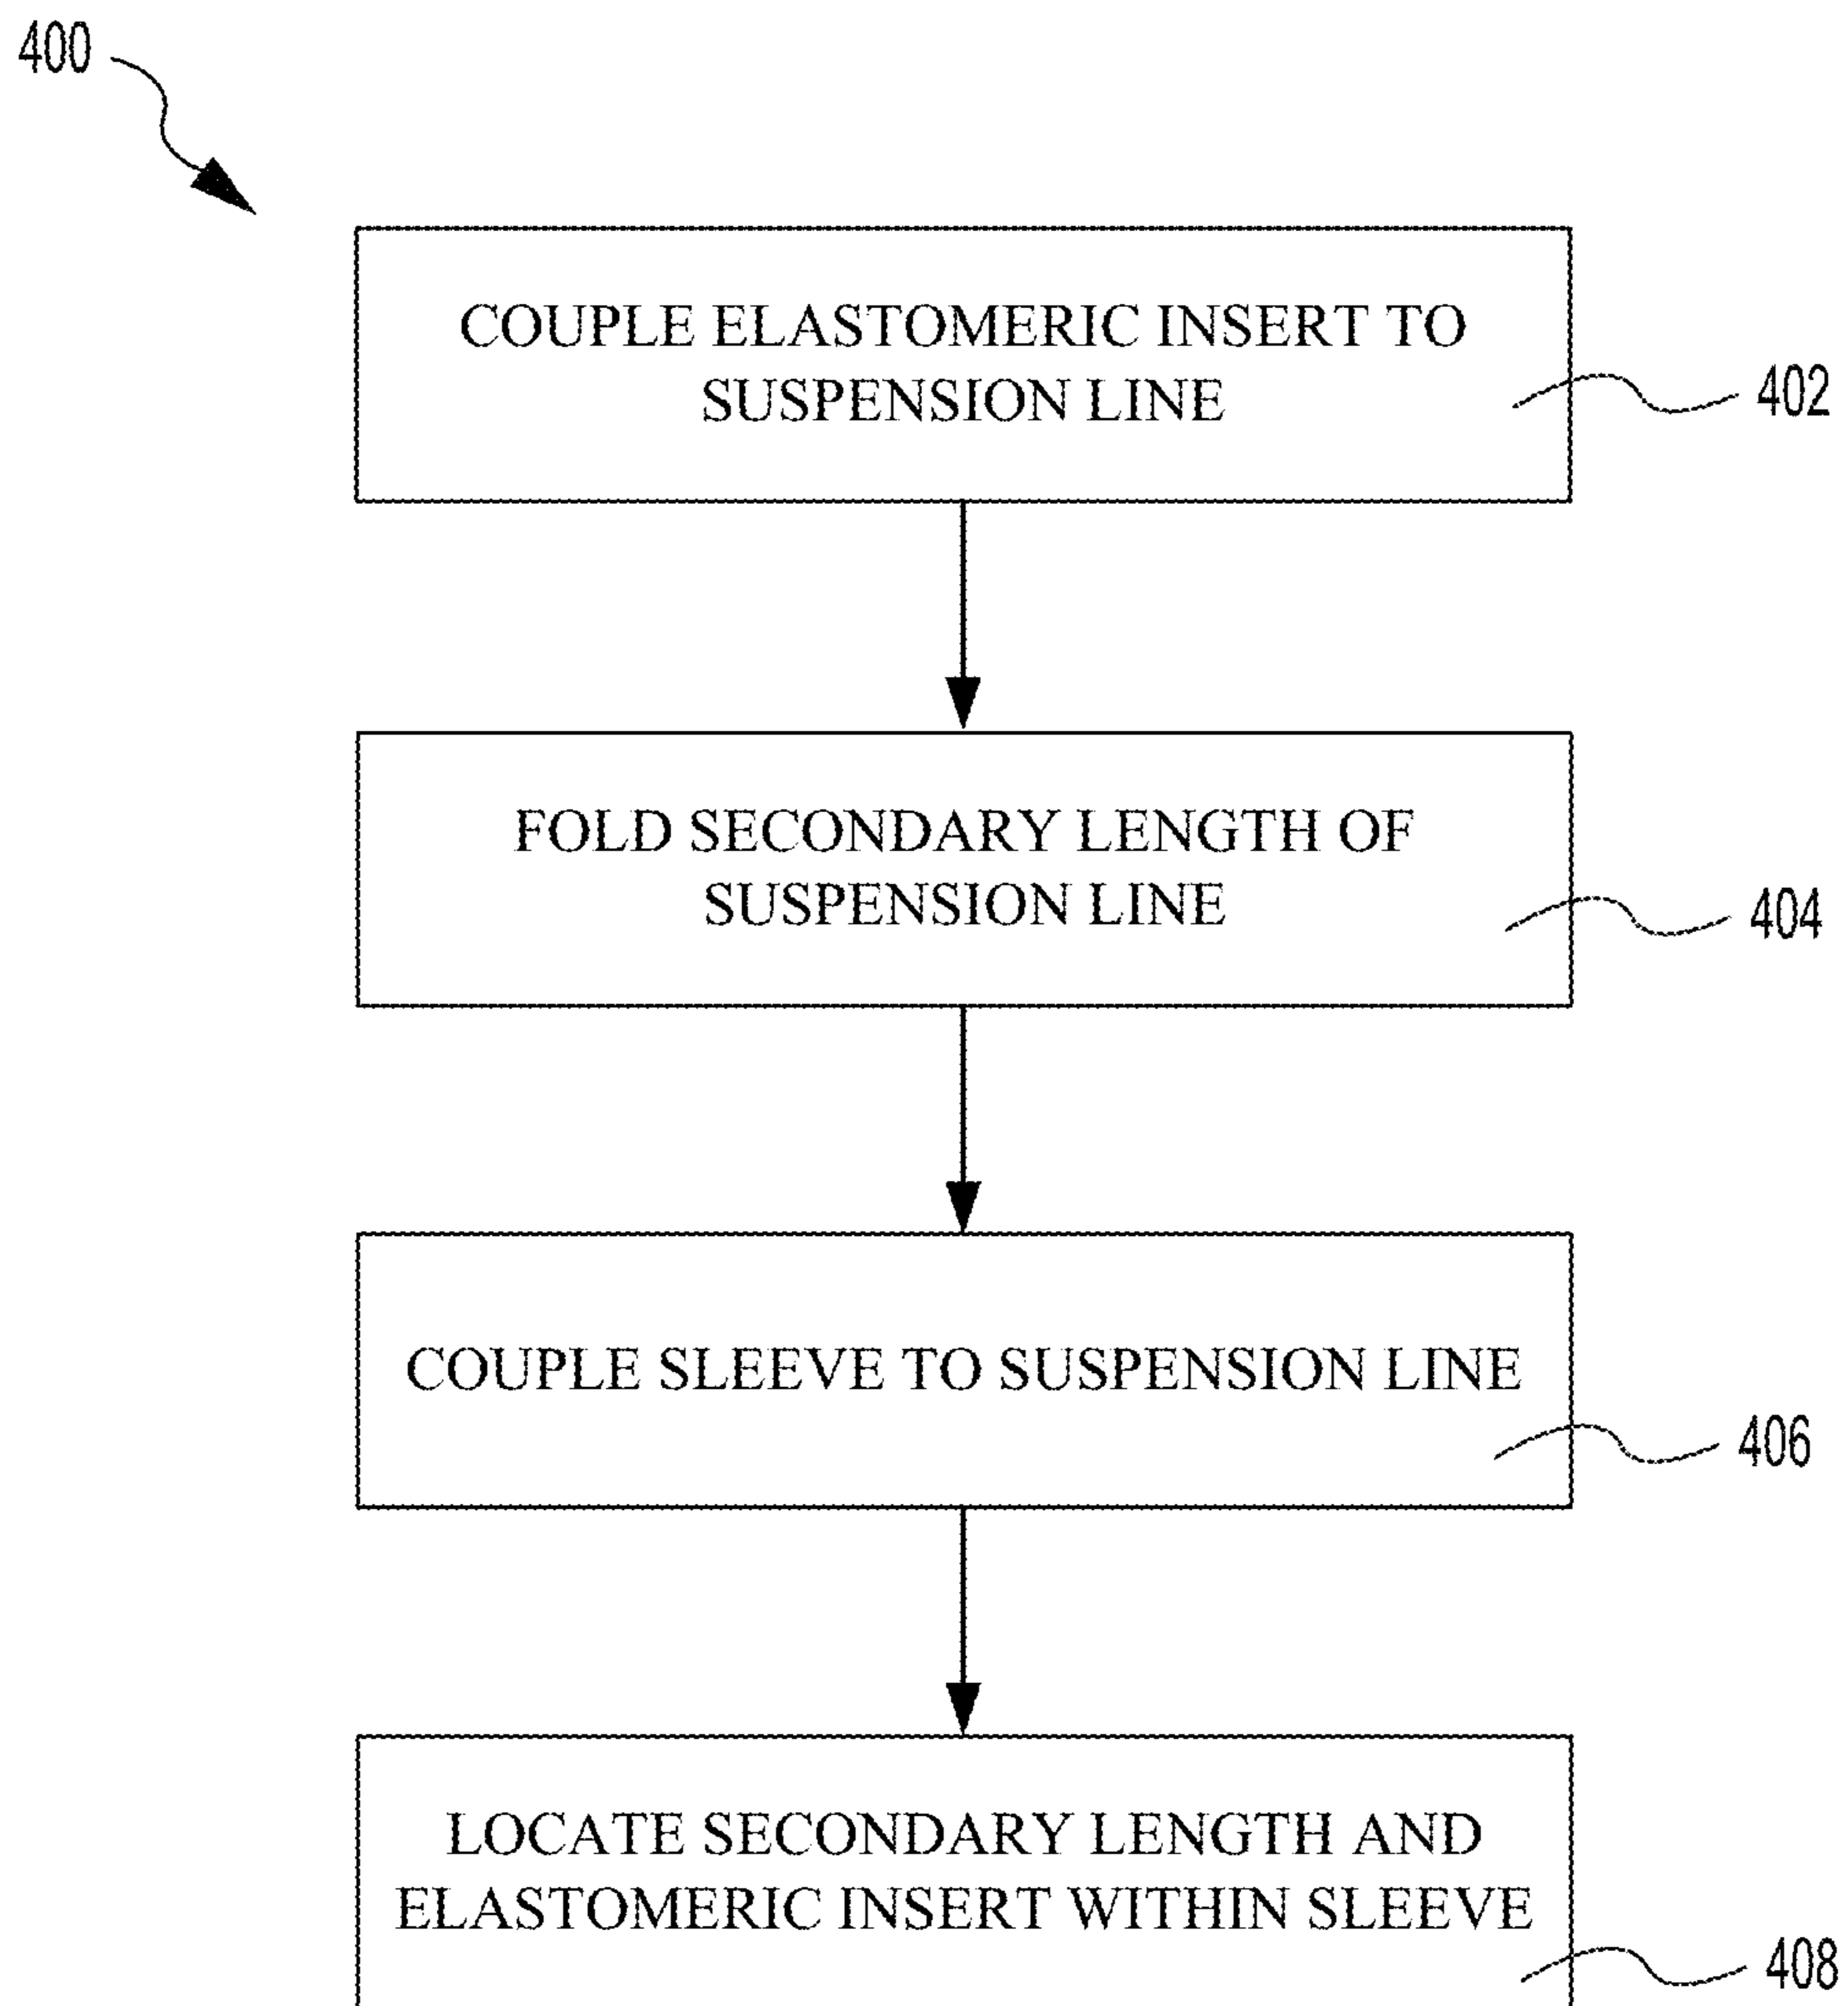 400
COUPLE ELASTOMERIC INSERT TO
SUSPENSION LINE
402
FOLD SECONDARY LENGTH OF
SUSPENSION LINE
404
COUPLE SLEEVE TO SUSPENSION LINE
406
LOCATE SECONDARY LENGTH AND
ELASTOMERIC INSERT WITHIN SLEEVE
408